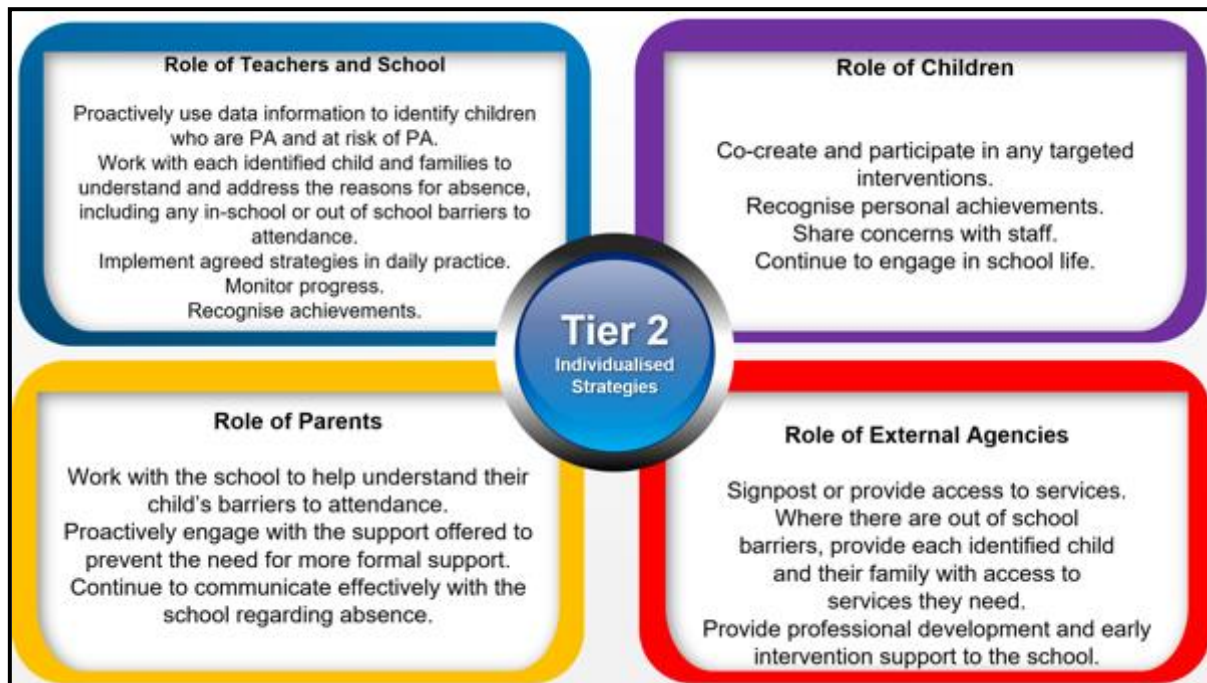 Role of Teachers and School
Proactively use data information to identify children
who are PA and at risk of PA.
Work with each identified child and families to
understand and address the reasons for absence,
including any in-school or out of school barriers to
attendance.
Implement agreed strategies in daily practice.
Monitor progress.
Recognise achievements.
Role of Children
Co-create and participate in any targeted
interventions.
Recognise personal achievements.
Share concerns with staff.
Continue to engage in school life.
Tier 2
Individualised
Strategies
Role of Parents
Work with the school to help understand their
child's barriers to attendance.
Proactively engage with the support offered to
prevent the need for more formal support.
Continue to communicate effectively with the
school regarding absence.
Role of External Agencies
Signpost or provide access to services.
Where there are out of school
barriers, provide each identified child
and their family with access to
services they need.
Provide professional development and early
intervention support to the school.